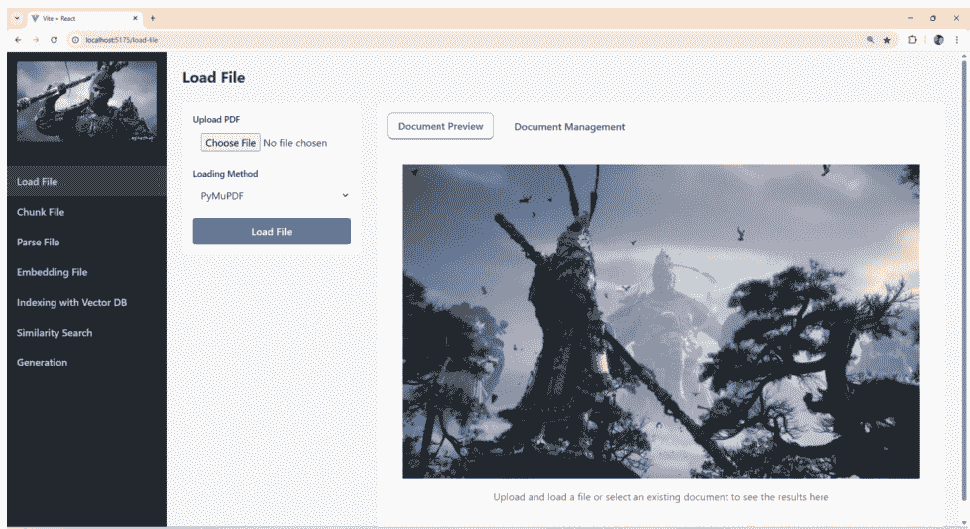 Vite + React
localhost:5175/load-file
Load File
Chunk File
Parse File
Embedding File
Indexing with Vector DB
Similarity Search
Generation
Load File
Upload PDF
Choose File No file chosen
Loading Method
PyMuPDF
Load File
Document Preview
Document Management
Upload and load a file or select an existing document to see the results here